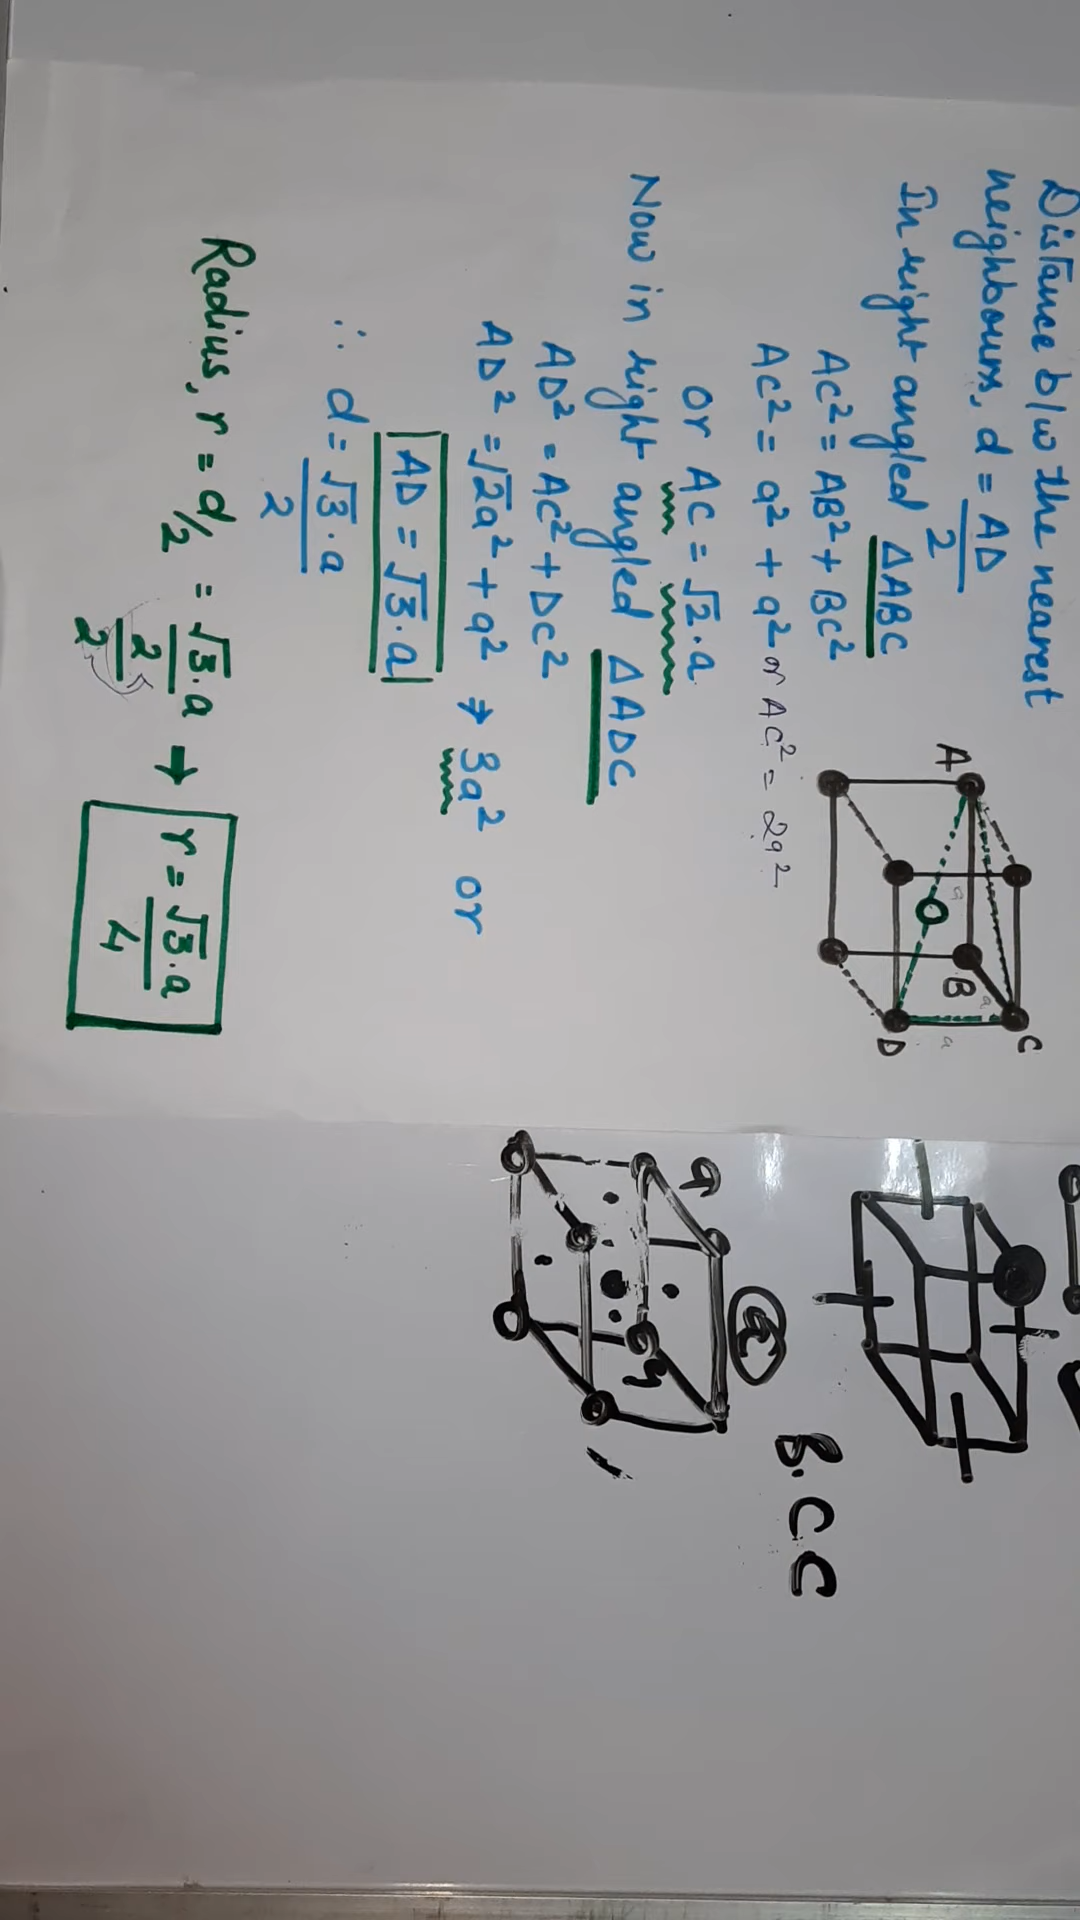 Distance b/w the nearest
neighbours, d = AD/2
In right angled ΔABC
AC² = AB² + BC²
AC² = a² + a² or AC² = 2a²
or AC = √2.a
Now in right angled ΔADC
AD² = AC² + DC²
AD² = √2a² + a² ⇒ 3a² or
AD = √3.a
∴ d = √3.a/2
Radius, r = d/2 = √3.a/2/2 → r = √3.a/4
A
B
C
D
a
a
a
B.C.C
a